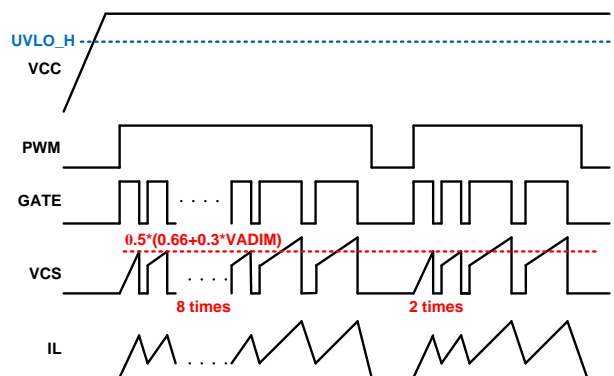 UVLO_H
VCC
PWM
GATE
. . . .
0.5*(0.66+0.3*VADIM)
VCS
. . . .
8 times
2 times
IL
. . . .